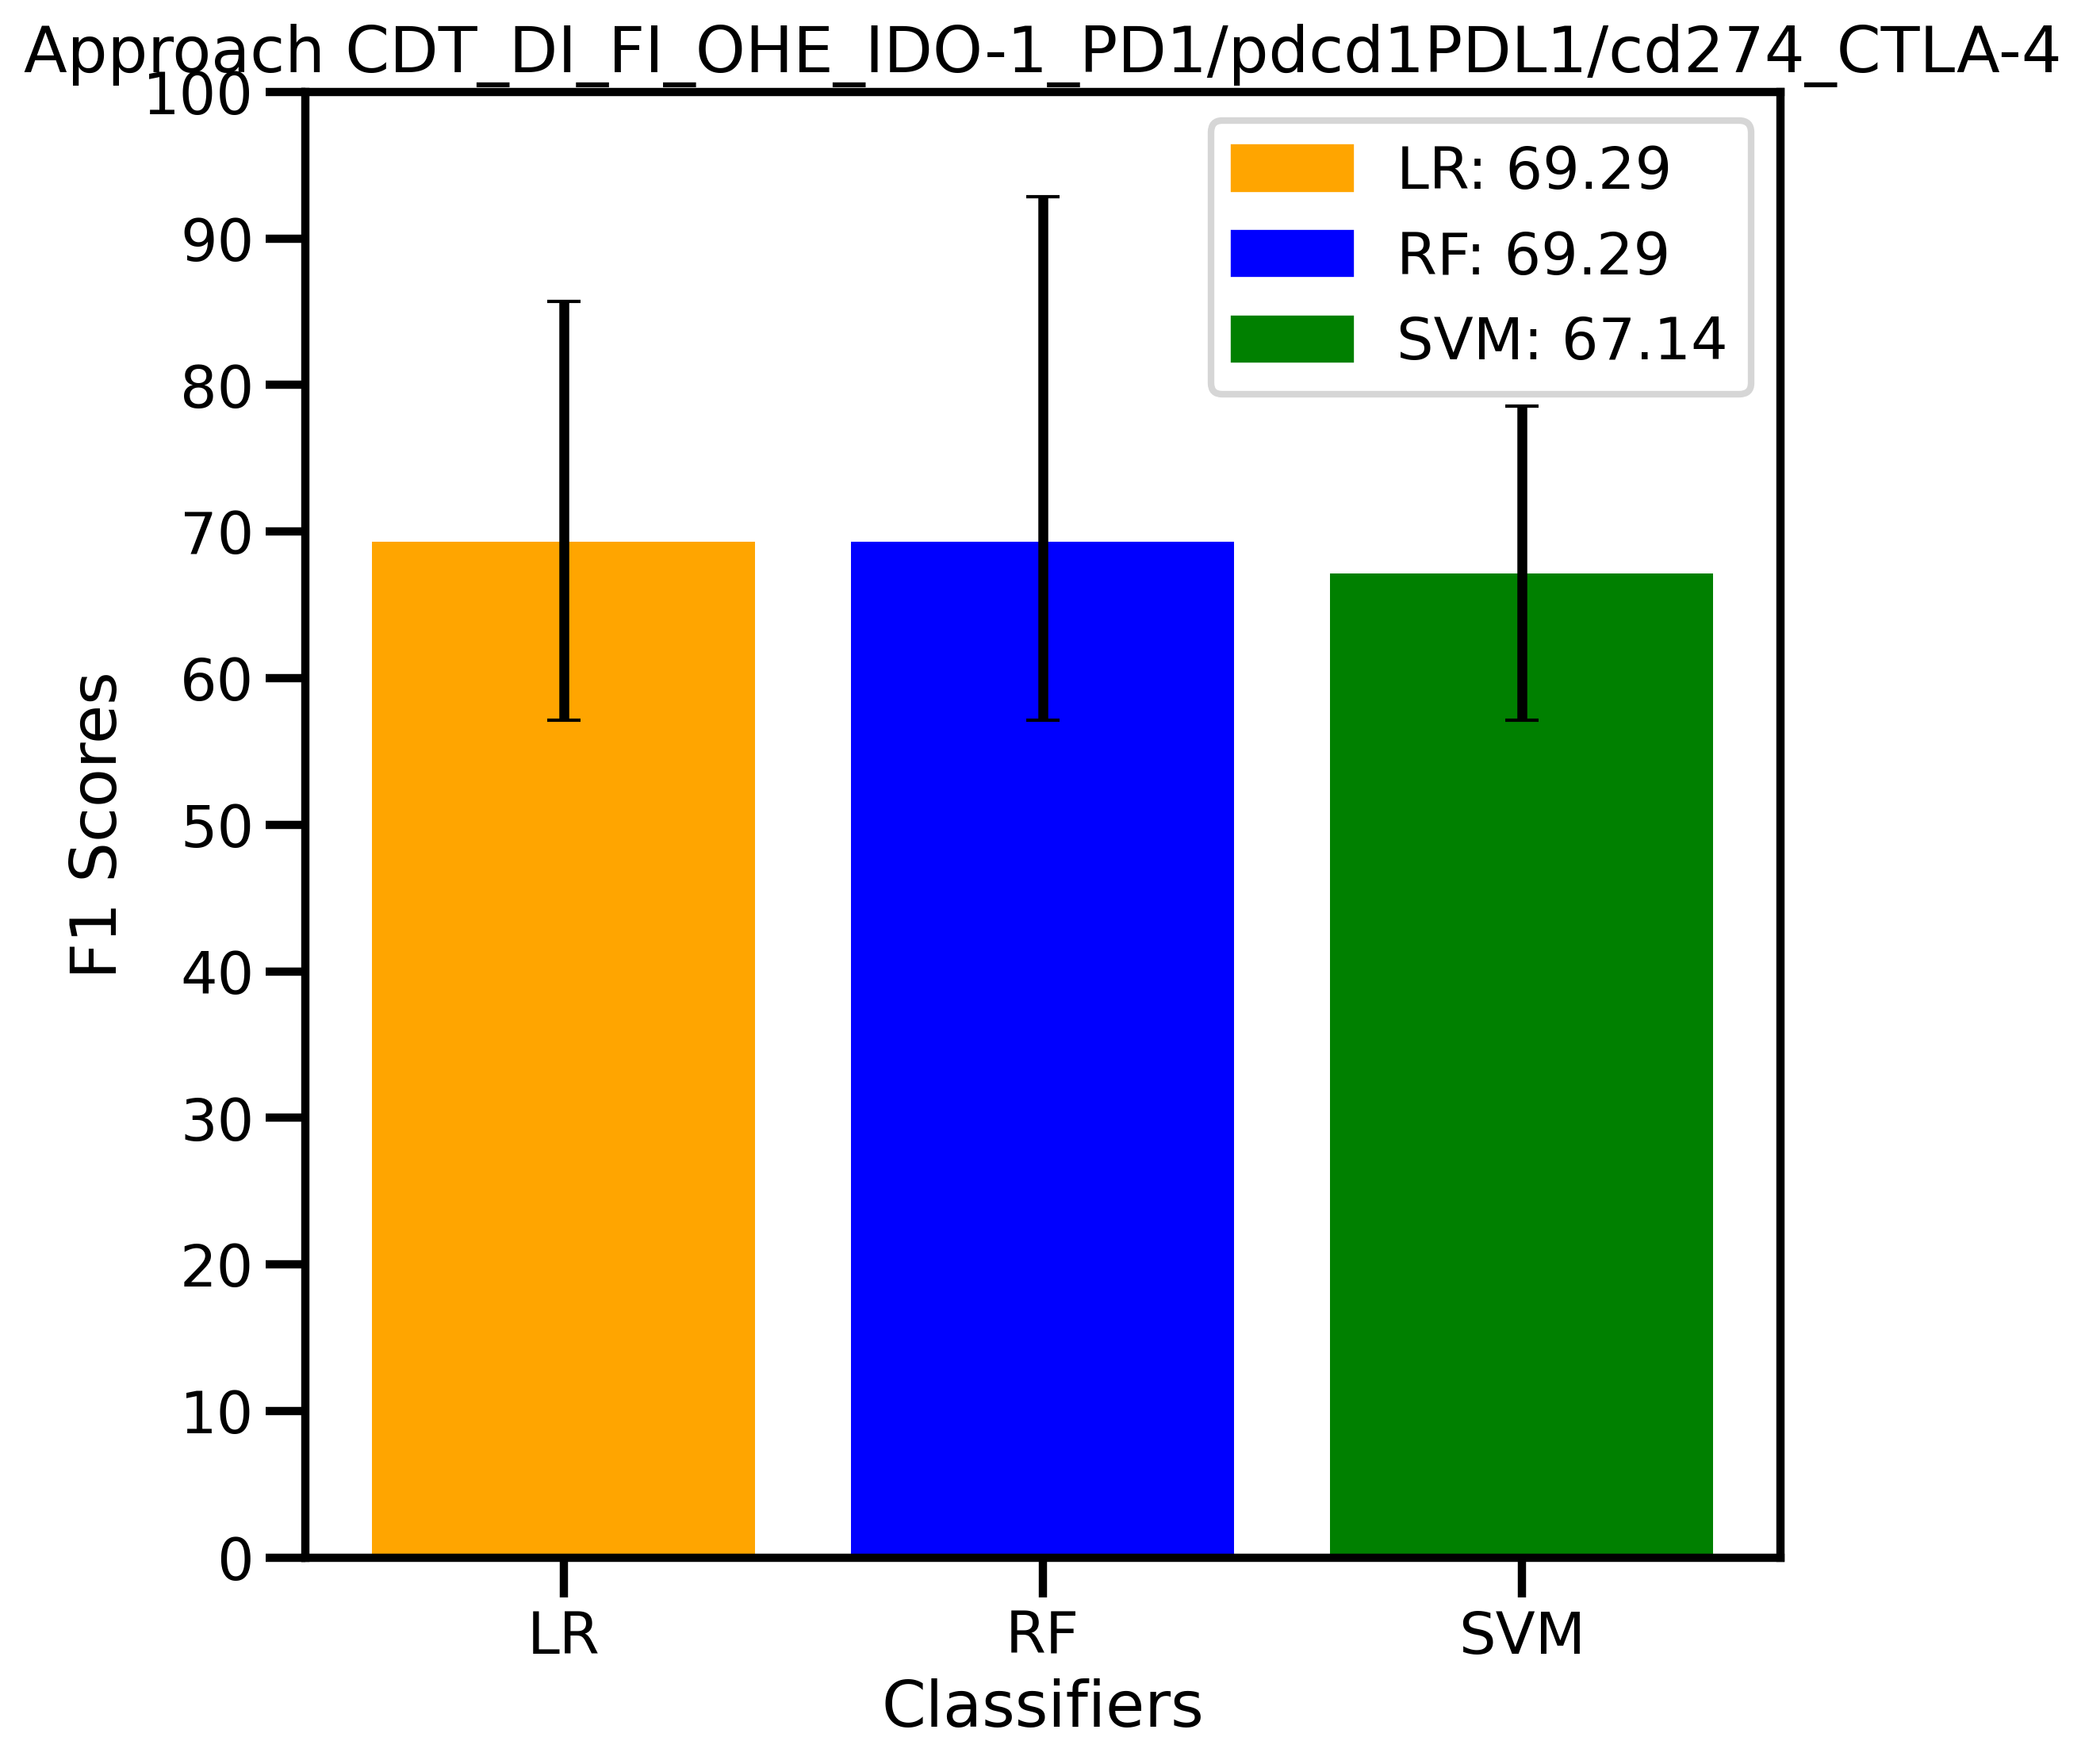 Approach CDT_DI_FI_OHE_IDO-1_PD1/pdcd1PDL1/cd274_CTLA-4
100
90
80
70
60
50
40
30
20
10
0
F1 Scores
LR: 69.29
RF: 69.29
SVM: 67.14
LR
RF
SVM
Classifiers